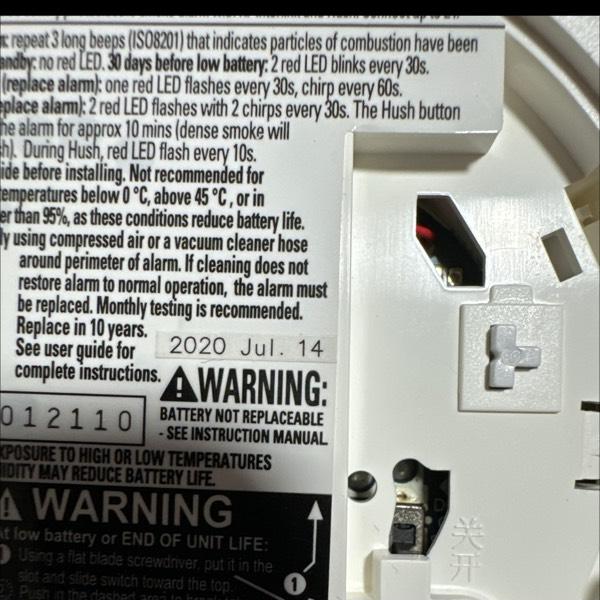 repeat 3 long beeps (ISO8201) that indicates particles of combustion have been
no red LED. 30 days before low battery: 2 red LED blinks every 30s.
(replace alarm): one red LED flashes every 30s, chirp every 60s.
alarm): 2 red LED flashes with 2 chirps every 30s. The Hush button
alarm for approx 10 mins (dense smoke will
During Hush, red LED flash every 10s.
before installing. Not recommended for
temperatures below 0 °C, above 45 °C, or in
than 95%, as these conditions reduce battery life.
using compressed air or a vacuum cleaner hose
around perimeter of alarm. If cleaning does not
restore alarm to normal operation, the alarm must
be replaced. Monthly testing is recommended.
Replace in 10 years.
See user guide for
complete instructions.
2020 Jul. 14
WARNING:
BATTERY NOT REPLACEABLE
- SEE INSTRUCTION MANUAL
012110
EXPOSURE TO HIGH OR LOW TEMPERATURES
MAY REDUCE BATTERY LIFE.
WARNING
At low battery or END OF UNIT LIFE:
Using a flat blade screwdriver, put it in the
slot and slide switch toward the top.
Push in the dashed area to
1
关
开